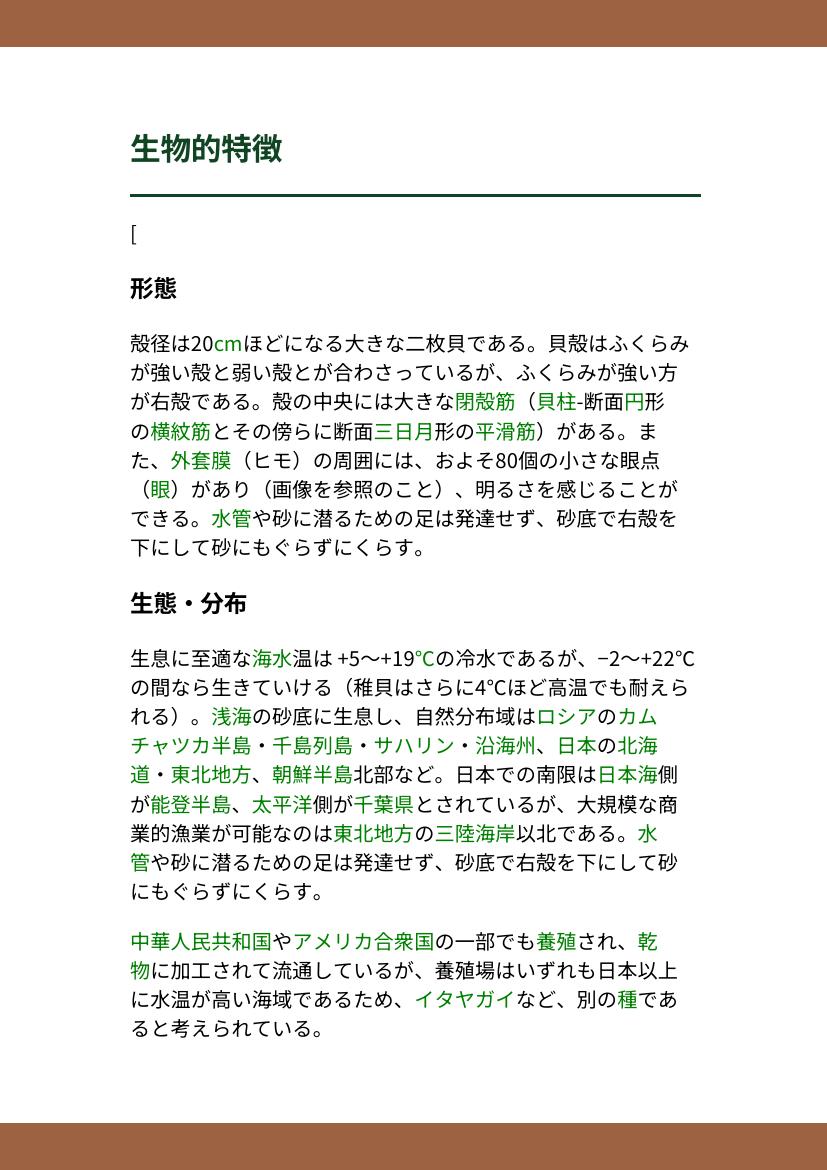 生物的特徴
[
形態
殻径は20cmほどになる大きな二枚貝である。貝殻はふくらみ
が強い殻と弱い殻とが合わさっているが、ふくらみが強い方
が右殻である。殻の中央には大きな閉殻筋（貝柱-断面円形
の横紋筋とその傍らに断面三日月形の平滑筋）がある。ま
た、外套膜（ヒモ）の周囲には、およそ80個の小さな眼点
（眼）があり（画像を参照のこと）、明るさを感じることが
できる。水管や砂に潜るための足は発達せず、砂底で右殻を
下にして砂にもぐらずにくらす。
生態・分布
生息に至適な海水温は +5〜+19℃の冷水であるが、−2〜+22℃
の間なら生きていける（稚貝はさらに4℃ほど高温でも耐えら
れる）。浅海の砂底に生息し、自然分布域はロシアのカム
チャツカ半島・千島列島・サハリン・沿海州、日本の北海
道・東北地方、朝鮮半島北部など。日本での南限は日本海側
が能登半島、太平洋側が千葉県とされているが、大規模な商
業的漁業が可能なのは東北地方の三陸海岸以北である。水
管や砂に潜るための足は発達せず、砂底で右殻を下にして砂
にもぐらずにくらす。
中華人民共和国やアメリカ合衆国の一部でも養殖され、乾
物に加工されて流通しているが、養殖場はいずれも日本以上
に水温が高い海域であるため、イタヤガイなど、別の種であ
ると考えられている。